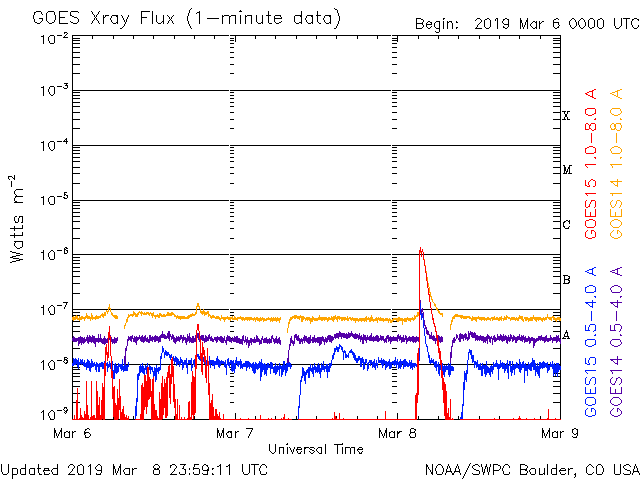 GOES Xray Flux (1-minute data)
Begin: 2019 Mar 6 0000 UTC
10⁻²
10⁻³
10⁻⁴
10⁻⁵
10⁻⁶
10⁻⁷
10⁻⁸
10⁻⁹
Watts m⁻²
X
M
C
B
A
GOES15 1.0-8.0 A
GOES14 1.0-8.0 A
GOES15 0.5-4.0 A
GOES14 0.5-4.0 A
Mar 6 Mar 7 Mar 8 Mar 9
Universal Time
Updated 2019 Mar 8 23:59:11 UTC
NOAA/SWPC Boulder, CO USA